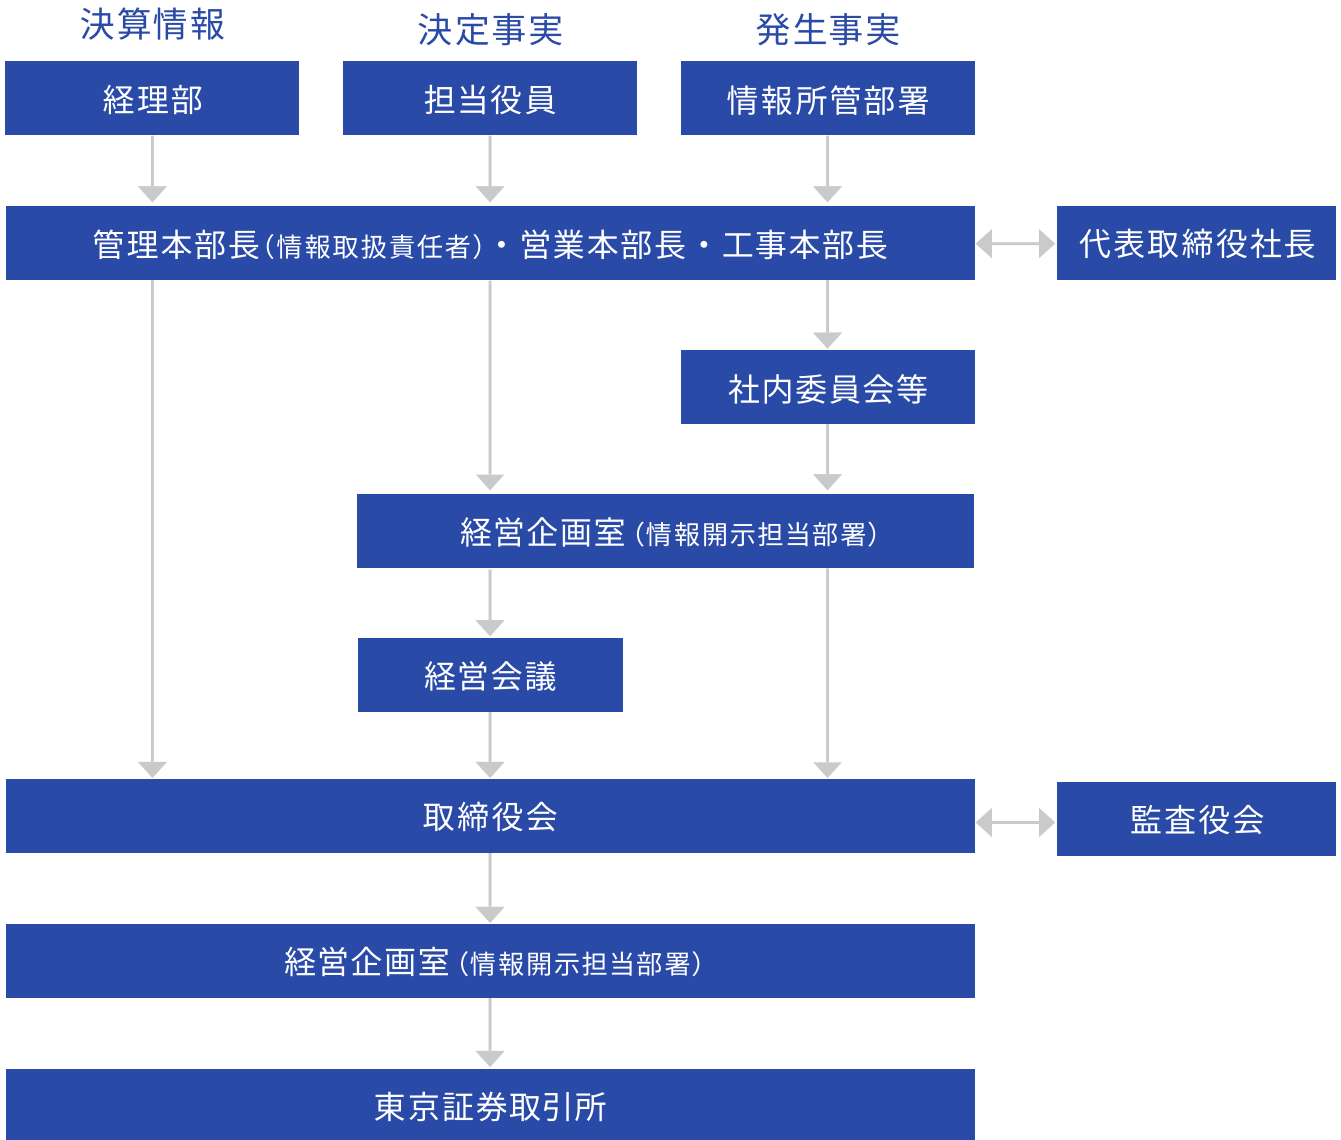 決算情報
決定事実
発生事実
経理部
担当役員
情報所管部署
管理本部長(情報取扱責任者)・営業本部長・工事本部長
代表取締役社長
社内委員会等
経営企画室(情報開示担当部署)
経営会議
取締役会
監査役会
経営企画室(情報開示担当部署)
東京証券取引所